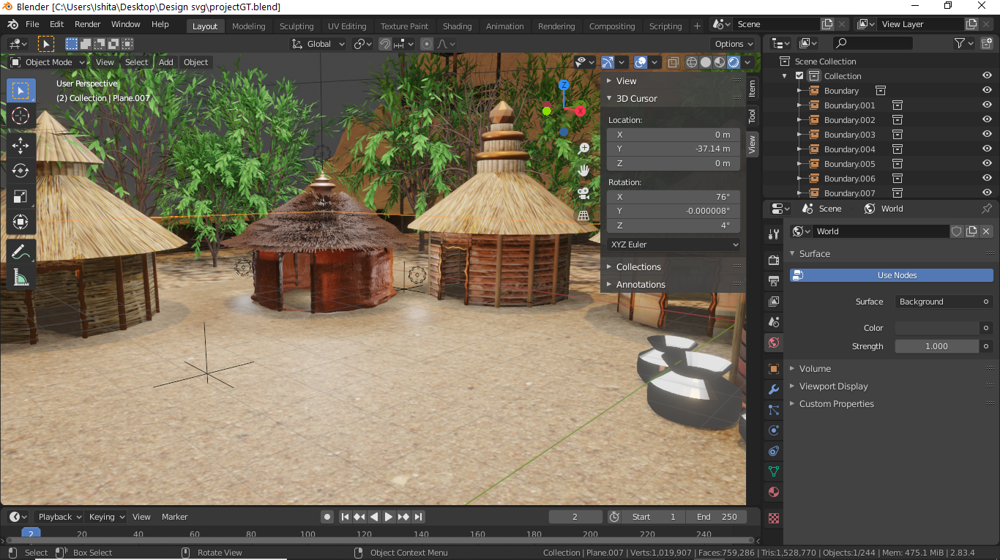 Blender [C:\Users\Ishita\Desktop\Design svg\projectGT.blend]
File Edit Render Window Help Layout Modeling Sculpting UV Editing Texture Paint Shading Animation Rendering Compositing Scripting + Scene View Layer
Global Options
Object Mode View Select Add Object
User Perspective
(2) Collection | Plane.007
Z
X
View
3D Cursor
Location:
X 0 m
Y -37.14 m
Z 0 m
Rotation:
X 76°
Y -0.000008°
Z 4°
XYZ Euler
Collections
Annotations
Item
Tool
View
Scene Collection
Collection
Boundary
Boundary.001
Boundary.002
Boundary.003
Boundary.004
Boundary.005
Boundary.006
Boundary.007
Scene World
World
Surface
Use Nodes
Surface Background
Color
Strength 1.000
Volume
Viewport Display
Custom Properties
Playback Keying View Marker 2 Start 1 End 250
2 20 40 60 80 100 120 140 160 180 200 220 240
Select Box Select Rotate View Object Context Menu Collection | Plane.007 | Verts:1,019,907 | Faces:759,286 | Tris:1,528,770 | Objects:1/244 | Mem: 475.1 MiB | 2.83.4